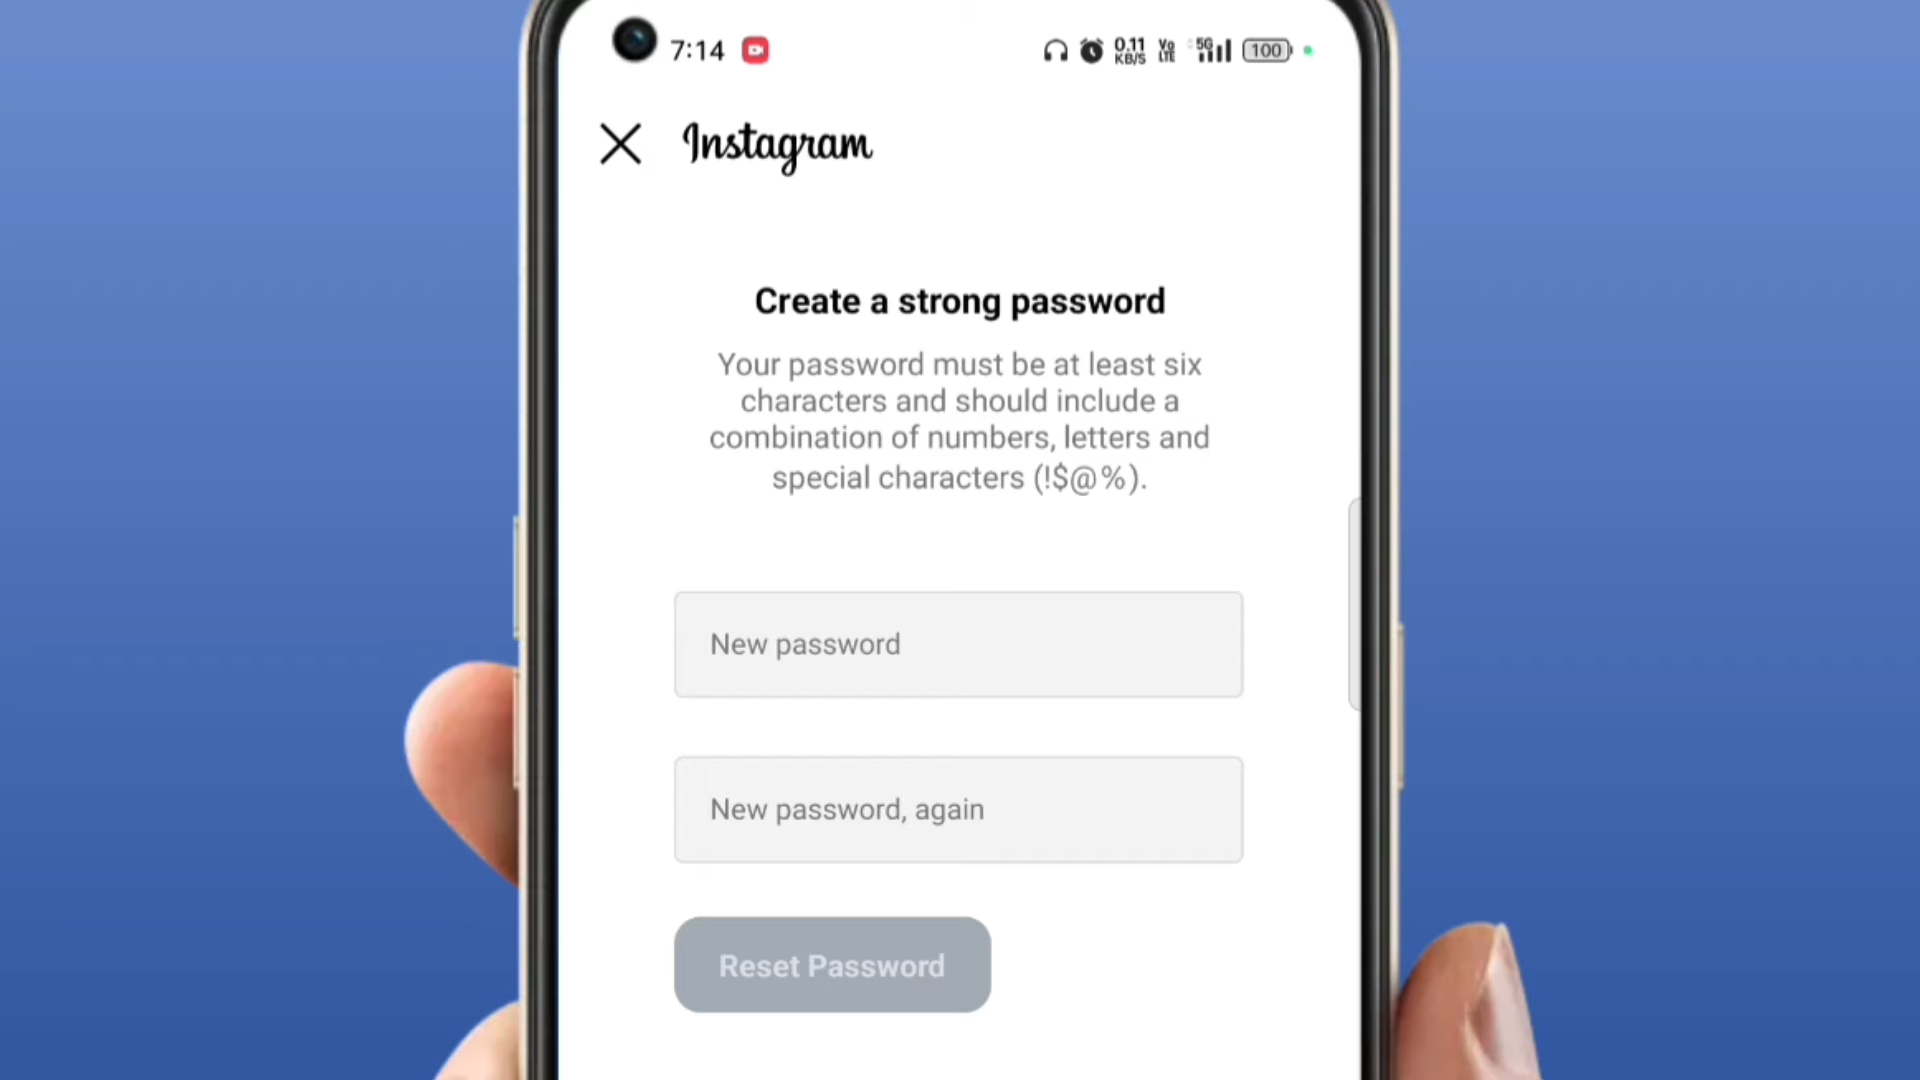 7:14 0.11 KB/S Vo LTE 5G 100
Instagram
Create a strong password
Your password must be at least six
characters and should include a
combination of numbers, letters and
special characters (!$@%).
New password
New password, again
Reset Password